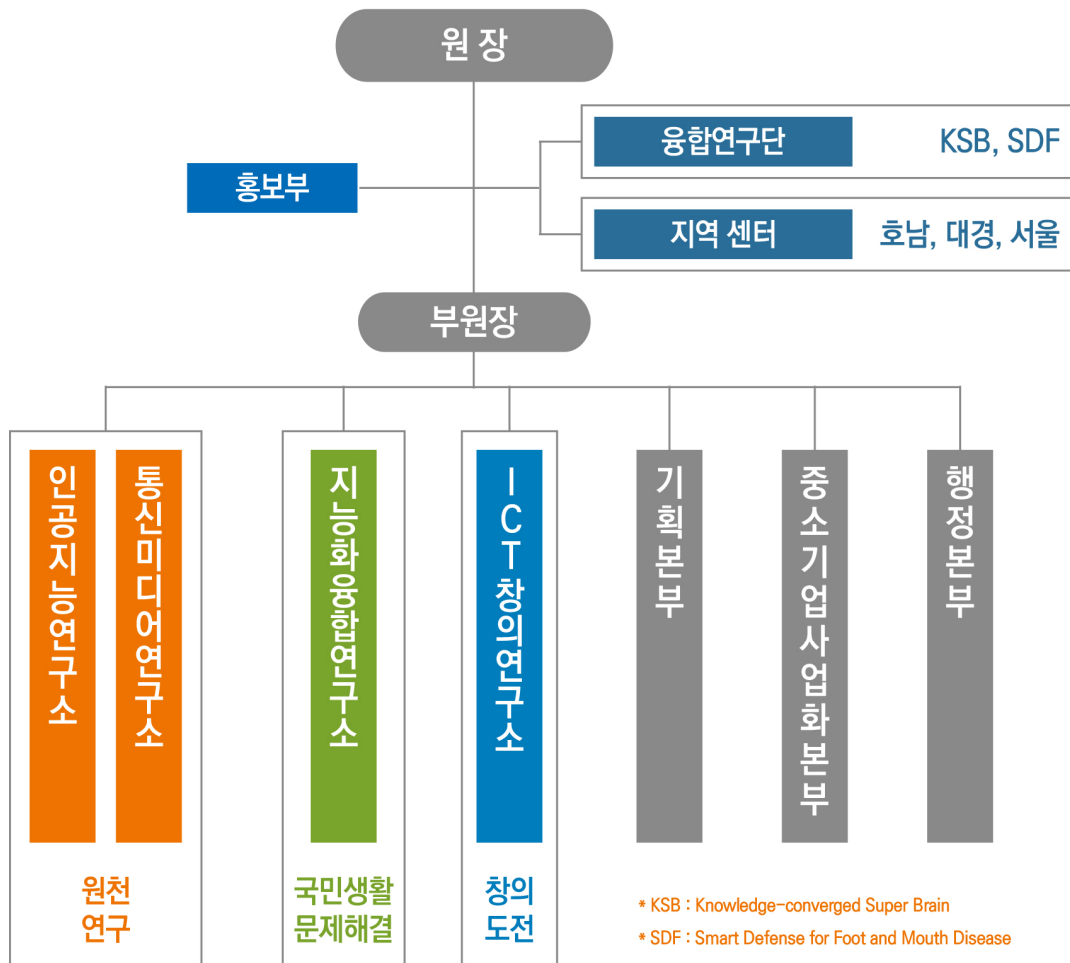 원 장
융합연구단 KSB, SDF
홍보부
지역 센터 호남, 대경, 서울
부원장
인공지능연구소
통신미디어연구소
지능화융합연구소
ICT창의연구소
기획본부
중소기업사업화본부
행정본부
원천
연구
국민생활
문제해결
창의
도전
* KSB : Knowledge-converged Super Brain
* SDF : Smart Defense for Foot and Mouth Disease